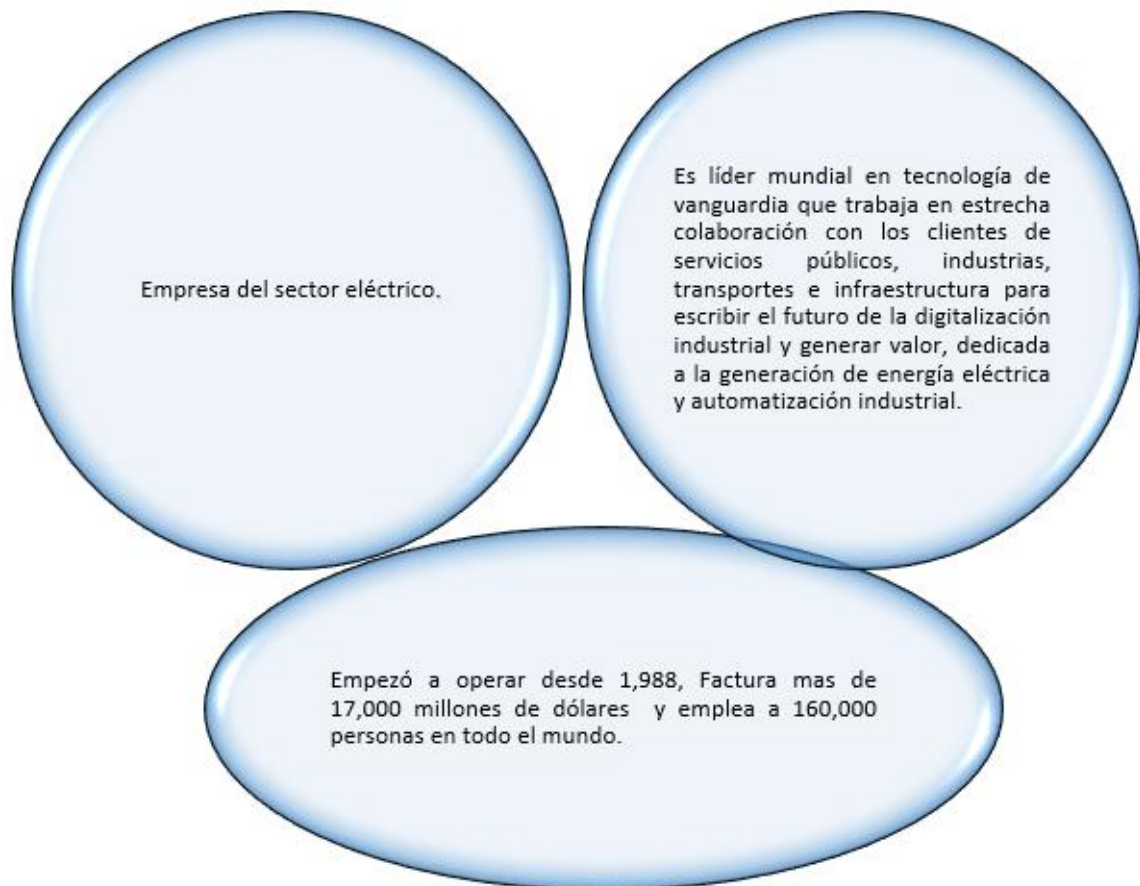 Empresa del sector eléctrico.
Es líder mundial en tecnología de
vanguardia que trabaja en estrecha
colaboración con los clientes de
servicios públicos, industrias,
transportes e infraestructura para
escribir el futuro de la digitalización
industrial y generar valor, dedicada
a la generación de energía eléctrica
y automatización industrial.
Empezó a operar desde 1,988, Factura mas de
17,000 millones de dólares y emplea a 160,000
personas en todo el mundo.